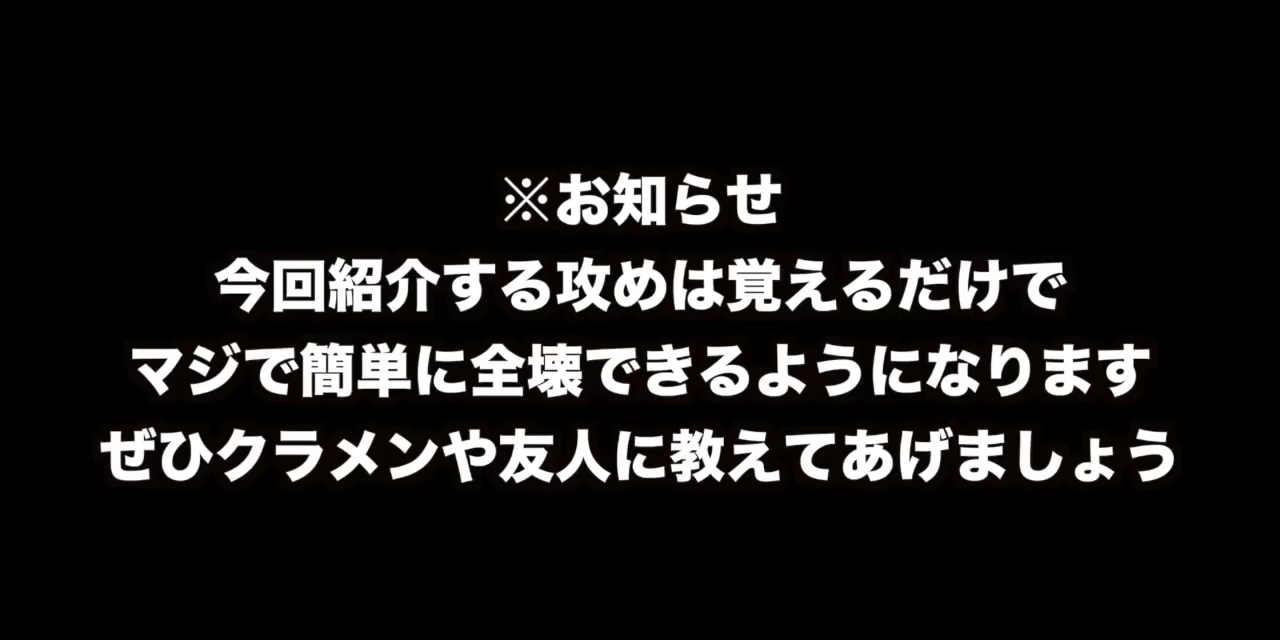 ※お知らせ
今回紹介する攻めは覚えるだけで
マジで簡単に全壊できるようになります
ぜひクラメンや友人に教えてあげましょう